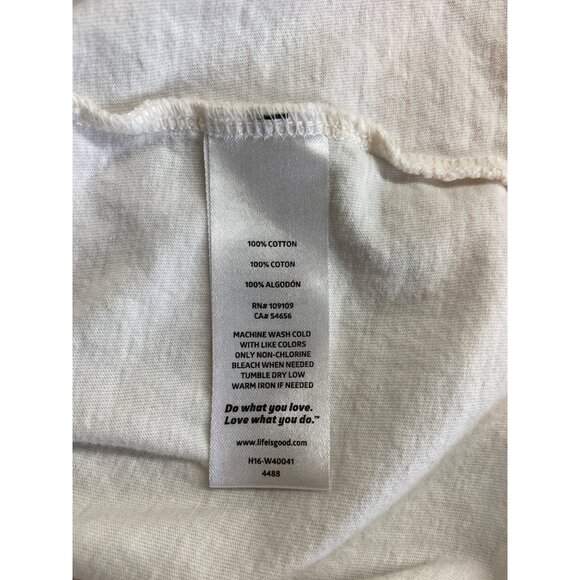 100% COTTON
100% COTON
100% ALGODÓN
RN# 109109
CA# 54656
MACHINE WASH COLD
WITH LIKE COLORS
ONLY NON-CHLORINE
BLEACH WHEN NEEDED
TUMBLE DRY LOW
WARM IRON IF NEEDED
Do what you love.
Love what you do.™
www.lifeisgood.com
H16-W40041
4488